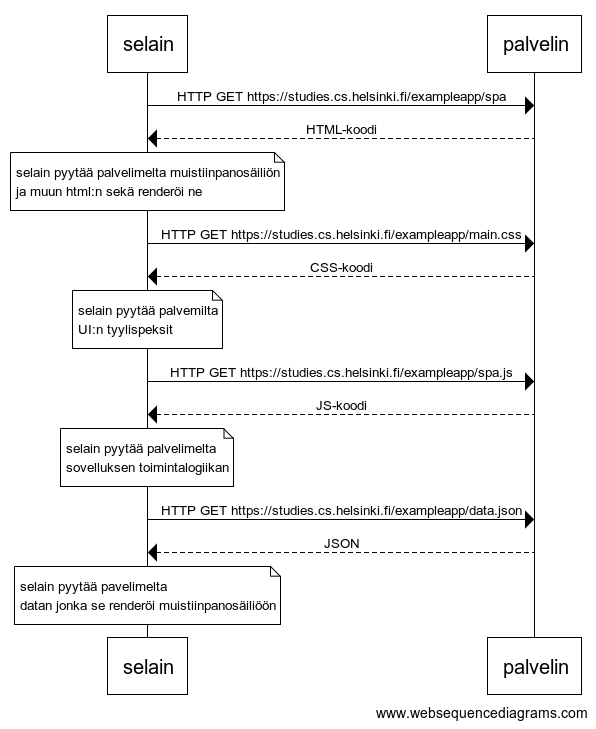 selain
palvelin
HTTP GET https://studies.cs.helsinki.fi/exampleapp/spa
HTML-koodi
selain pyytää palvelimelta muistiinpanosäiliön
ja muun html:n sekä renderöi ne
HTTP GET https://studies.cs.helsinki.fi/exampleapp/main.css
CSS-koodi
selain pyytää palvemilta
UI:n tyylispeksit
HTTP GET https://studies.cs.helsinki.fi/exampleapp/spa.js
JS-koodi
selain pyytää palvelimelta
sovelluksen toimintalogiikan
HTTP GET https://studies.cs.helsinki.fi/exampleapp/data.json
JSON
selain pyytää pavelimelta
datan jonka se renderöi muistiinpanosäiliöön
selain
palvelin
www.websequencediagrams.com